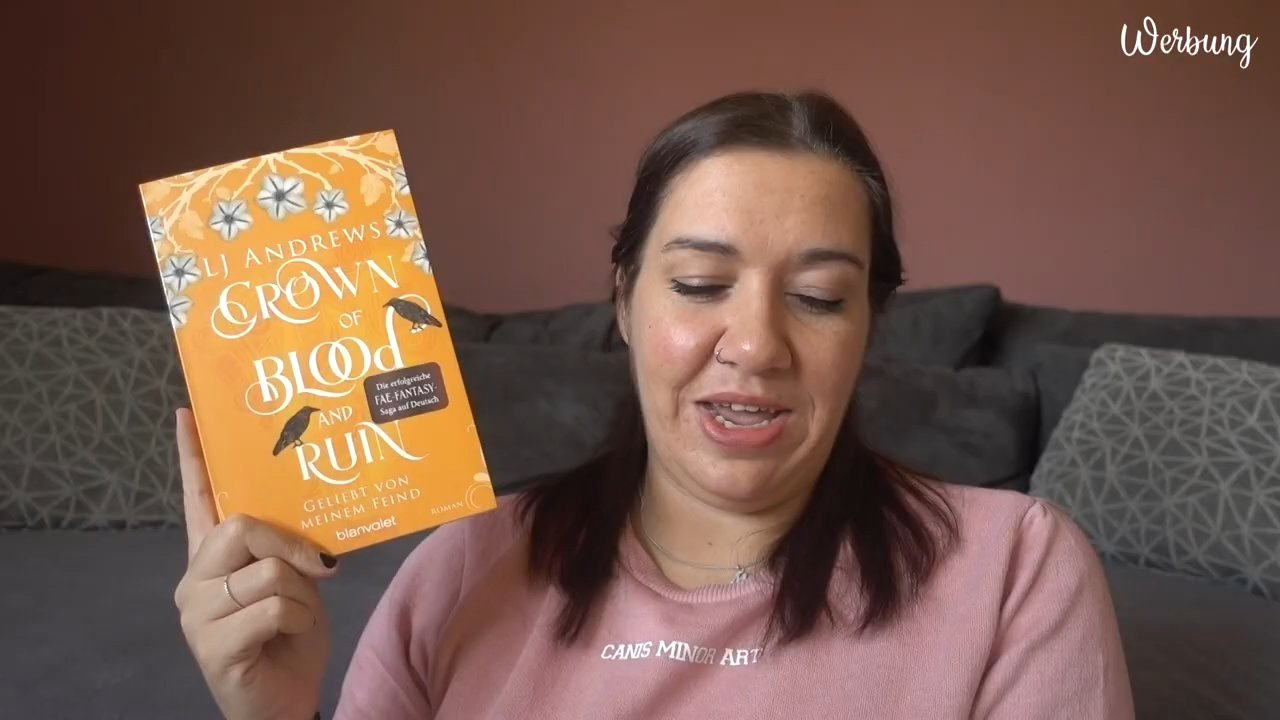 Werbung
LJ ANDREWS
CROWN
OF
BLOOD
AND
RUIN
Die erfolgreiche
FAE-FANTASY-
Saga auf Deutsch
GELIEBT VON
MEINEM FEIND
ROMAN
blanvalet
CANIS MINOR ART